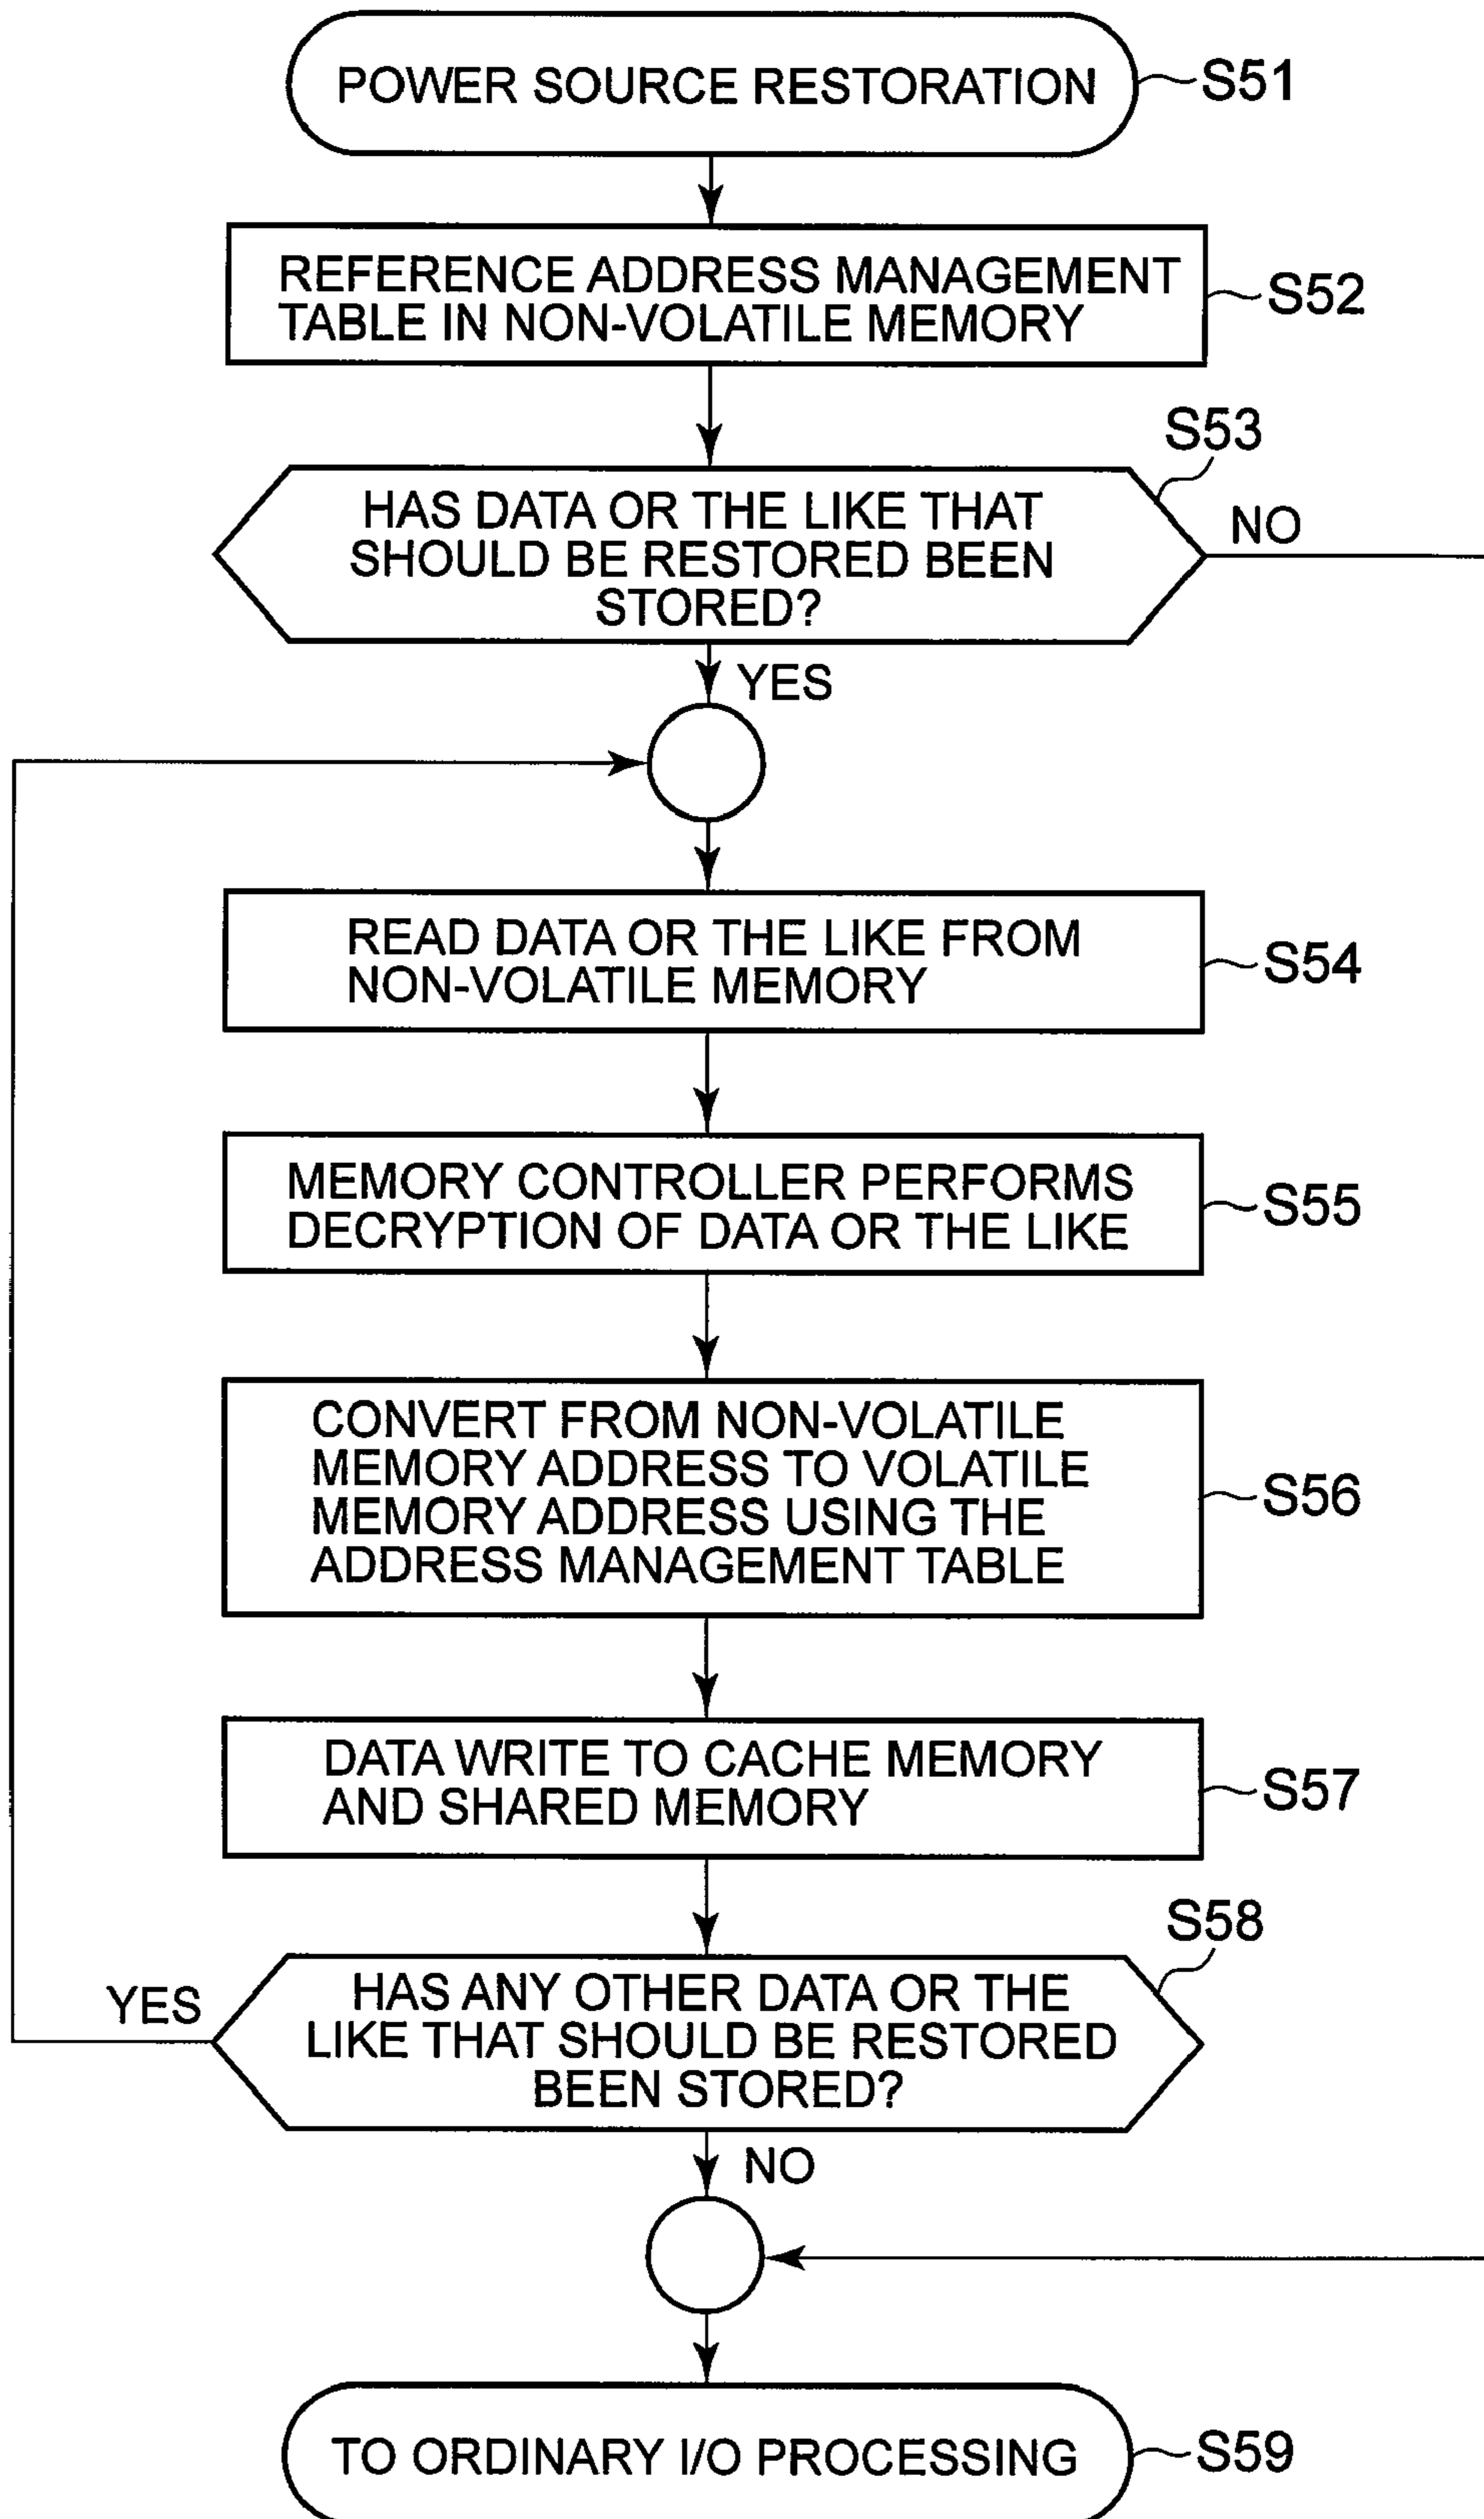 POWER SOURCE RESTORATION
S51
REFERENCE ADDRESS MANAGEMENT
TABLE IN NON-VOLATILE MEMORY
S52
S53
HAS DATA OR THE LIKE THAT
SHOULD BE RESTORED BEEN
STORED?
NO
YES
READ DATA OR THE LIKE FROM
NON-VOLATILE MEMORY
S54
MEMORY CONTROLLER PERFORMS
DECRYPTION OF DATA OR THE LIKE
S55
CONVERT FROM NON-VOLATILE
MEMORY ADDRESS TO VOLATILE
MEMORY ADDRESS USING THE
ADDRESS MANAGEMENT TABLE
S56
DATA WRITE TO CACHE MEMORY
AND SHARED MEMORY
S57
S58
YES
HAS ANY OTHER DATA OR THE
LIKE THAT SHOULD BE RESTORED
BEEN STORED?
NO
TO ORDINARY I/O PROCESSING
S59